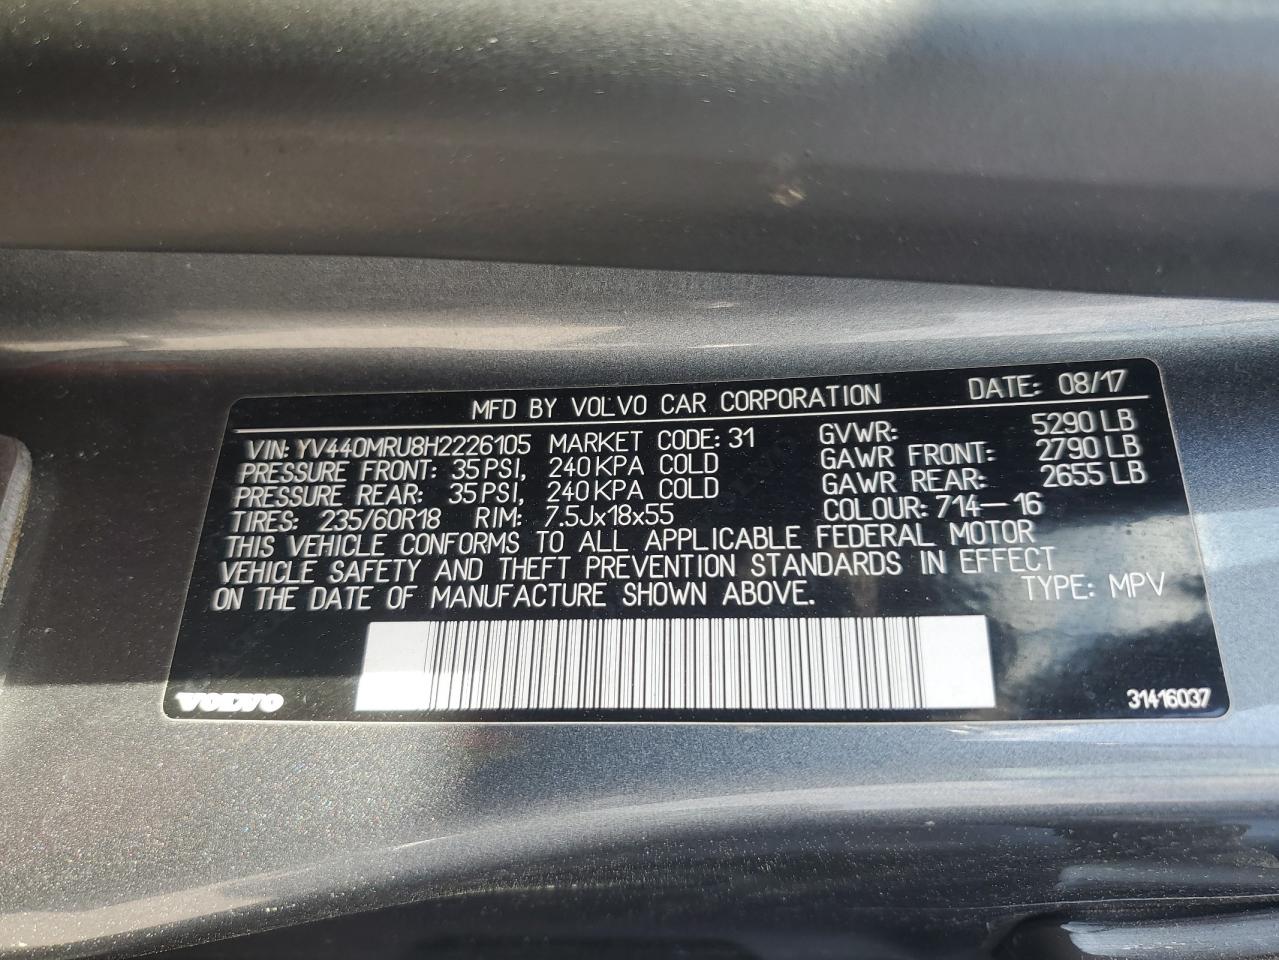 MFD BY VOLVO CAR CORPORATION DATE: 08/17
VIN: YV440MRU8H2226105 MARKET CODE: 31 GVWR: 5290 LB
PRESSURE FRONT: 35 PSI, 240 KPA COLD GAWR FRONT: 2790 LB
PRESSURE REAR: 35 PSI, 240 KPA COLD GAWR REAR: 2655 LB
TIRES: 235/60R18 RIM: 7.5Jx18x55 COLOUR: 714-16
THIS VEHICLE CONFORMS TO ALL APPLICABLE FEDERAL MOTOR
VEHICLE SAFETY AND THEFT PREVENTION STANDARDS IN EFFECT
ON THE DATE OF MANUFACTURE SHOWN ABOVE. TYPE: MPV
VOLVO 31416037